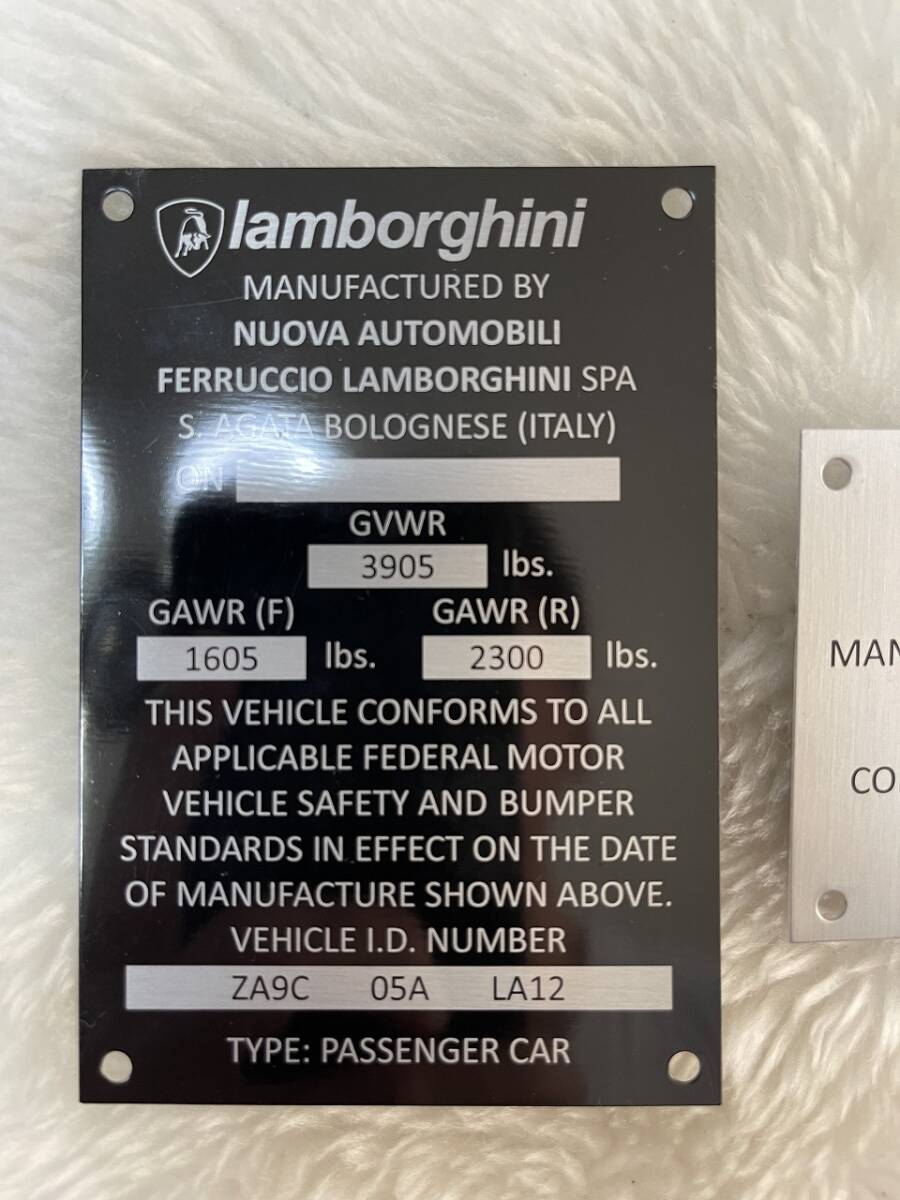 lamborghini
MANUFACTURED BY
NUOVA AUTOMOBILI
FERRUCCIO LAMBORGHINI SPA
S. AGATA BOLOGNESE (ITALY)
ON
GVWR
3905 lbs.
GAWR (F) GAWR (R)
1605 lbs. 2300 lbs.
THIS VEHICLE CONFORMS TO ALL
APPLICABLE FEDERAL MOTOR
VEHICLE SAFETY AND BUMPER
STANDARDS IN EFFECT ON THE DATE
OF MANUFACTURE SHOWN ABOVE.
VEHICLE I.D. NUMBER
ZA9C 05A LA12
TYPE: PASSENGER CAR
MAN
CO